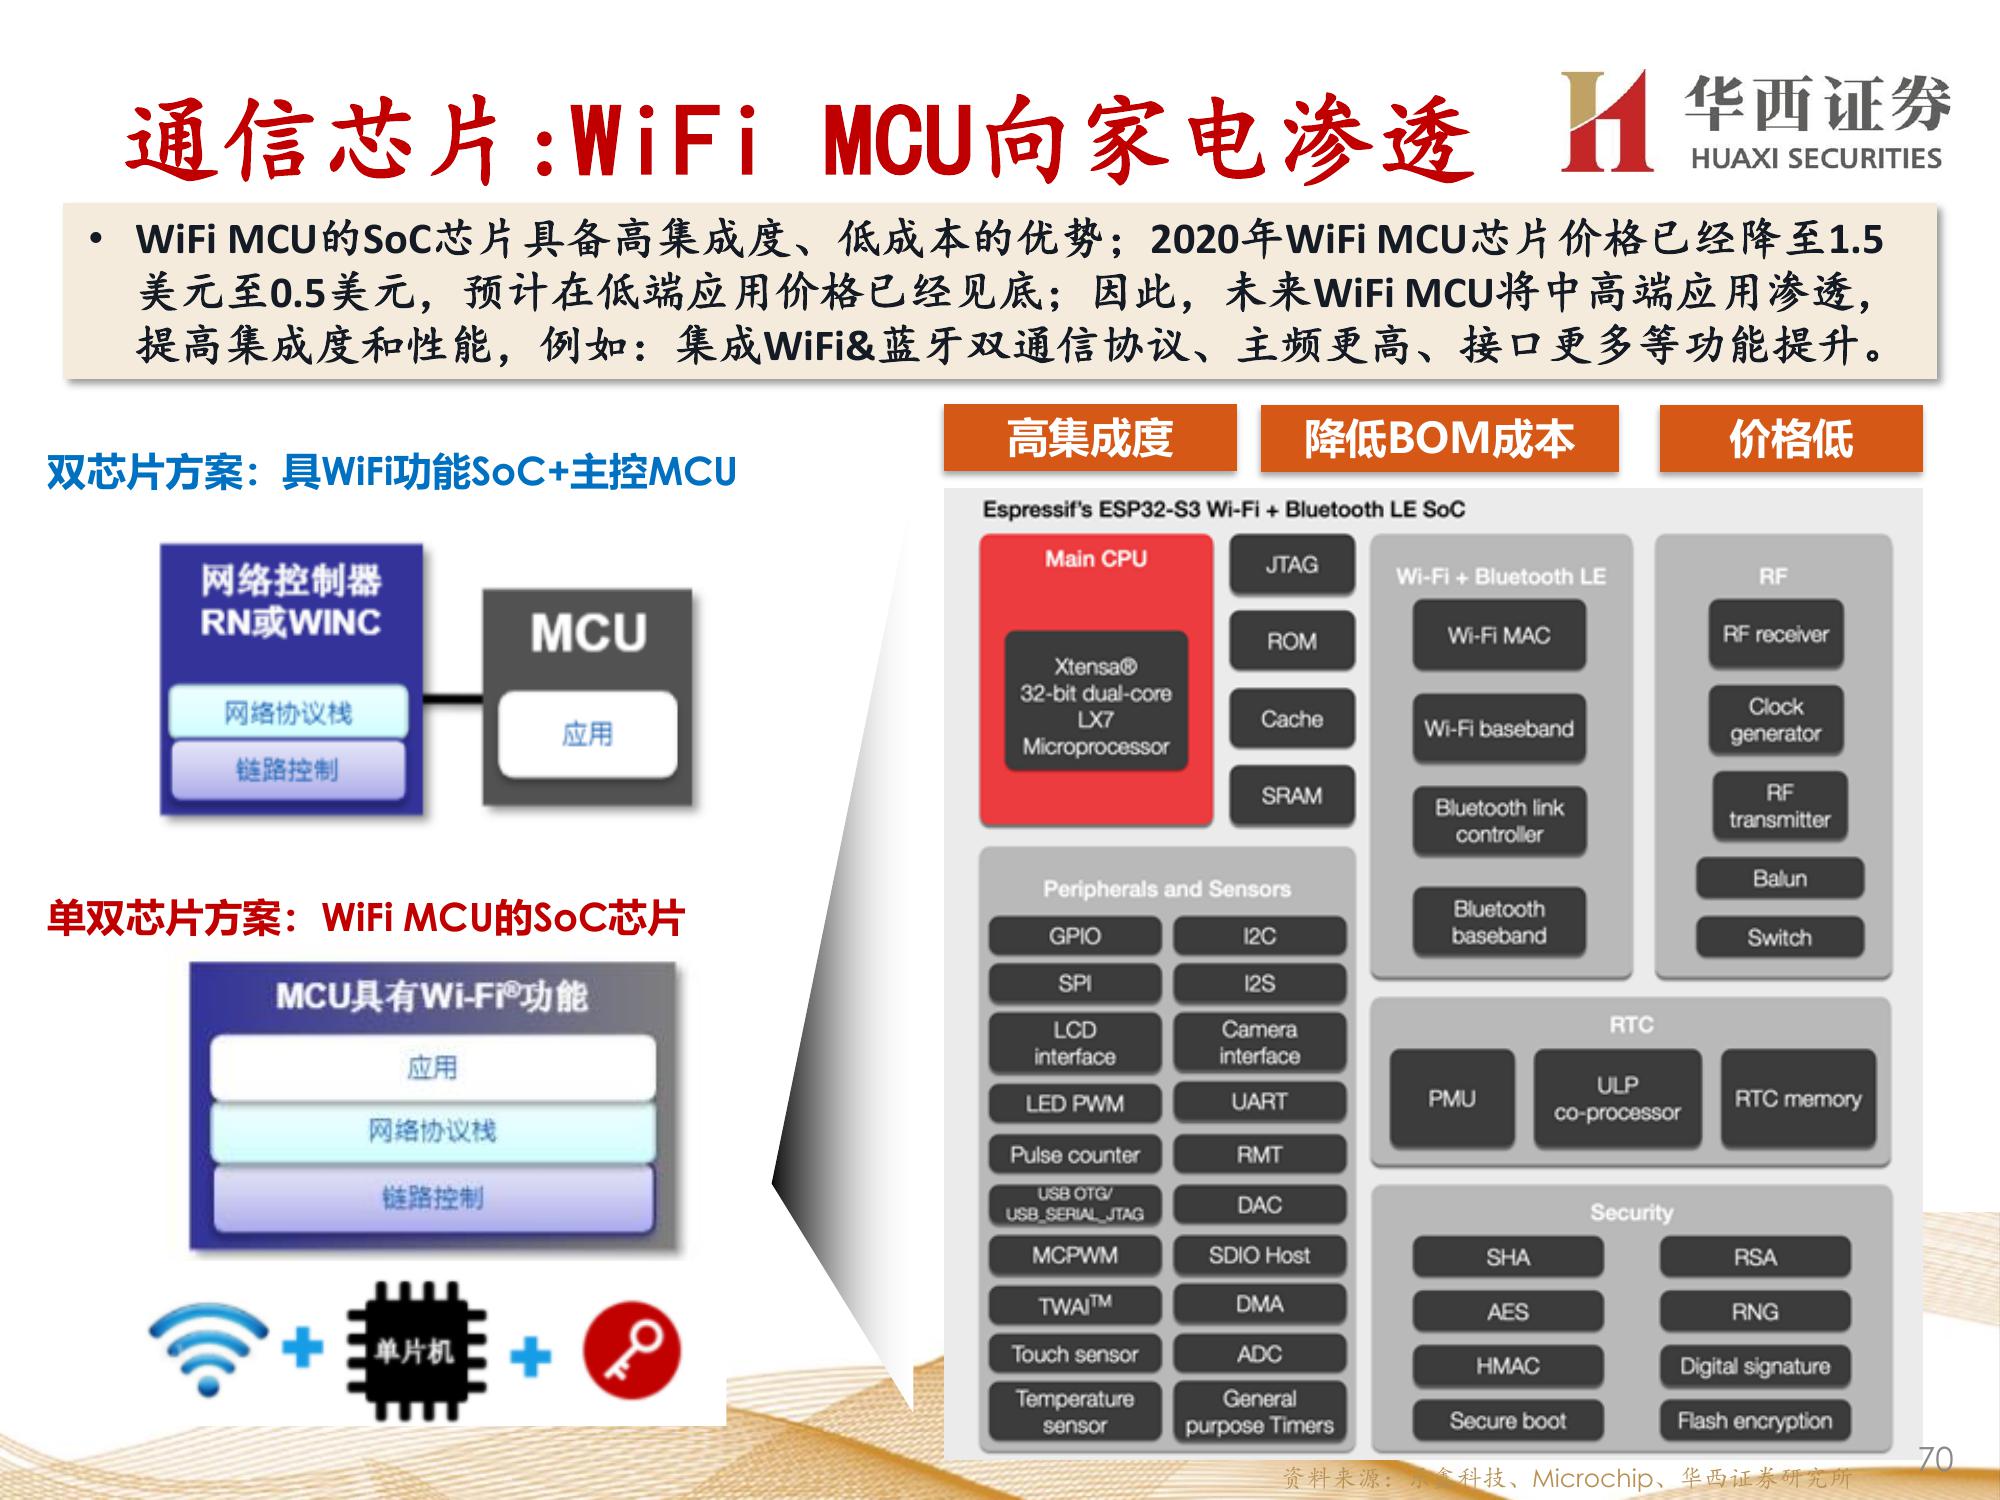 通信芯片:WiFi MCU向家电渗透
华西证券
HUAXI SECURITIES
• WiFi MCU的SoC芯片具备高集成度、低成本的优势；2020年WiFi MCU芯片价格已经降至1.5
美元至0.5美元，预计在低端应用价格已经见底；因此，未来WiFi MCU将中高端应用渗透，
提高集成度和性能，例如：集成WiFi&蓝牙双通信协议、主频更高、接口更多等功能提升。
双芯片方案：具WiFi功能SoC+主控MCU
网络控制器
RN或WINC
网络协议栈
链路控制
MCU
应用
单双芯片方案：WiFi MCU的SoC芯片
MCU具有Wi-Fi®功能
应用
网络协议栈
链路控制
单片机
高集成度
降低BOM成本
价格低
Espressif's ESP32-S3 Wi-Fi + Bluetooth LE SoC
Main CPU
Xtensa®
32-bit dual-core
LX7
Microprocessor
JTAG
ROM
Cache
SRAM
Wi-Fi + Bluetooth LE
Wi-Fi MAC
Wi-Fi baseband
Bluetooth link
controller
Bluetooth
baseband
RF
RF receiver
Clock
generator
RF
transmitter
Balun
Switch
Peripherals and Sensors
GPIO
I2C
SPI
I2S
LCD
interface
Camera
interface
LED PWM
UART
Pulse counter
RMT
USB OTG/
USB_SERIAL_JTAG
DAC
MCPWM
SDIO Host
TWAI™
DMA
Touch sensor
ADC
Temperature
sensor
General
purpose Timers
RTC
PMU
ULP
co-processor
RTC memory
Security
SHA
RSA
AES
RNG
HMAC
Digital signature
Secure boot
Flash encryption
资料来源：乐鑫科技、Microchip、华西证券研究所
70